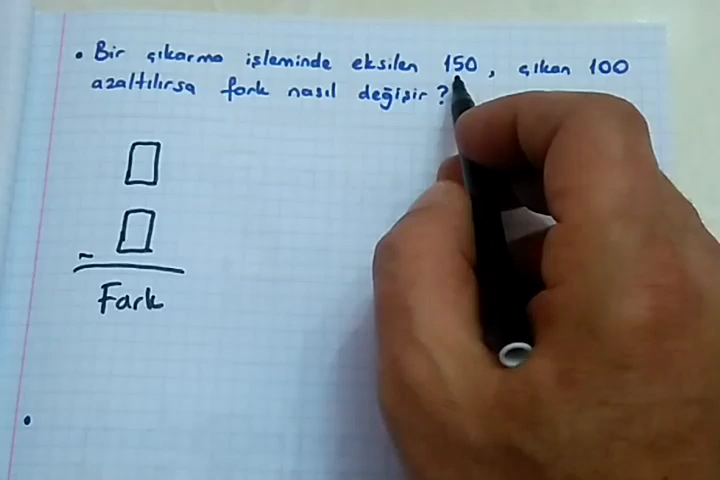 • Bir çıkarma işleminde eksilen 150, çıkan 100
azaltılırsa fark nasıl değişir?
-
Fark
•